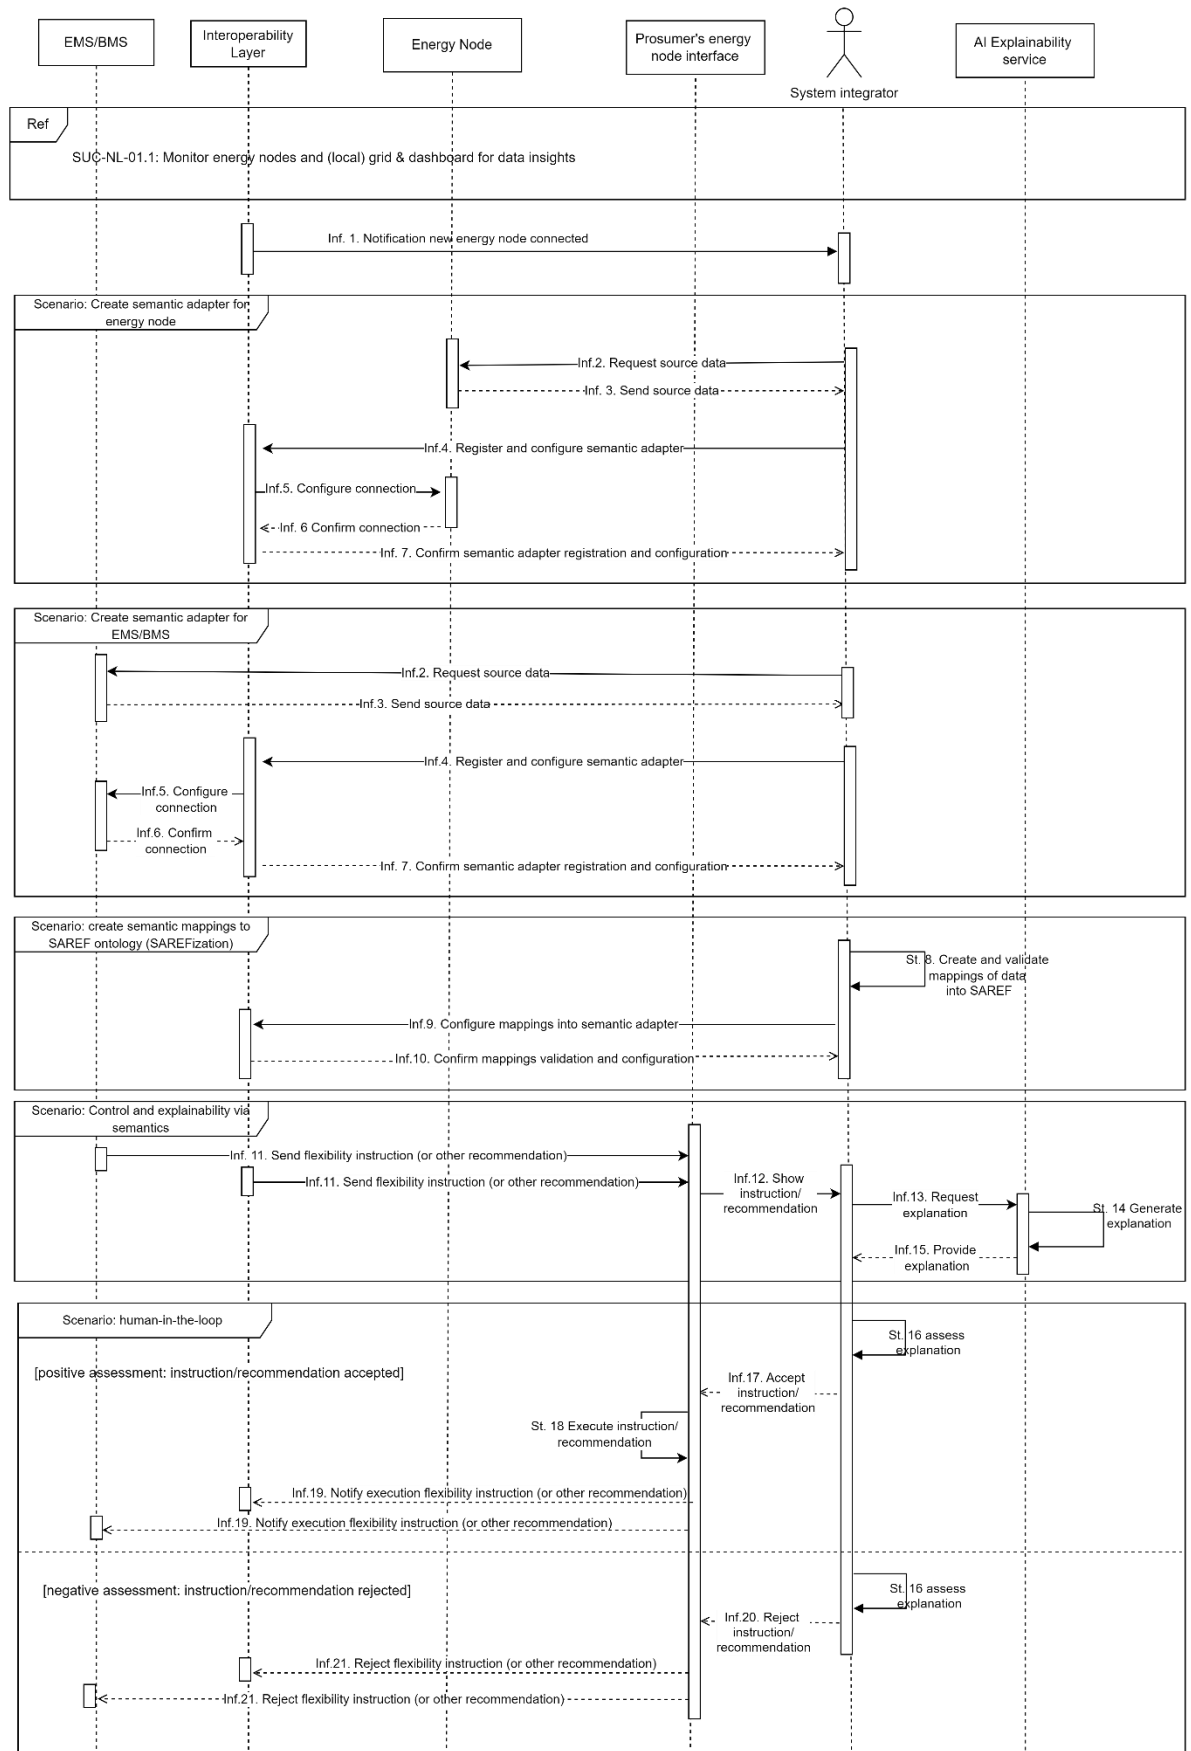 EMS/BMS
Interoperability
Layer
Energy Node
Prosumer's energy
node interface
System integrator
AI Explainability
service
Ref
SUC-NL-01.1: Monitor energy nodes and (local) grid & dashboard for data insights
Inf. 1. Notification new energy node connected
Scenario: Create semantic adapter for
energy node
Inf.2. Request source data
Inf. 3. Send source data
Inf.4. Register and configure semantic adapter
Inf.5. Configure connection
Inf. 6 Confirm connection
Inf. 7. Confirm semantic adapter registration and configuration
Scenario: Create semantic adapter for
EMS/BMS
Inf.2. Request source data
Inf.3. Send source data
Inf.4. Register and configure semantic adapter
Inf.5. Configure
connection
Inf.6. Confirm
connection
Inf. 7. Confirm semantic adapter registration and configuration
Scenario: create semantic mappings to
SAREF ontology (SAREFization)
St. 8. Create and validate
mappings of data
into SAREF
Inf.9. Configure mappings into semantic adapter
Inf.10. Confirm mappings validation and configuration
Scenario: Control and explainability via
semantics
Inf. 11. Send flexibility instruction (or other recommendation)
Inf.11. Send flexibility instruction (or other recommendation)
Inf.12. Show
instruction/
recommendation
Inf.13. Request
explanation
St. 14 Generate
explanation
Inf.15. Provide
explanation
Scenario: human-in-the-loop
St. 16 assess
explanation
[positive assessment: instruction/recommendation accepted]
Inf.17. Accept
instruction/
recommendation
St. 18 Execute instruction/
recommendation
Inf.19. Notify execution flexibility instruction (or other recommendation)
Inf.19. Notify execution flexibility instruction (or other recommendation)
[negative assessment: instruction/recommendation rejected]
St. 16 assess
explanation
Inf.20. Reject
instruction/
recommendation
Inf.21. Reject flexibility instruction (or other recommendation)
Inf.21. Reject flexibility instruction (or other recommendation)